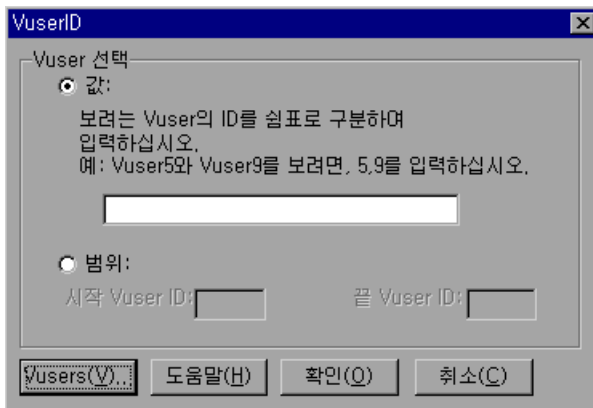 VuserID
Vuser 선택
값:
보려는 Vuser의 ID를 쉼표로 구분하여
입력하십시오.
예: Vuser5와 Vuser9를 보려면, 5,9를 입력하십시오.
범위:
시작 Vuser ID: 끝 Vuser ID:
Vusers(V)... 도움말(H) 확인(O) 취소(C)